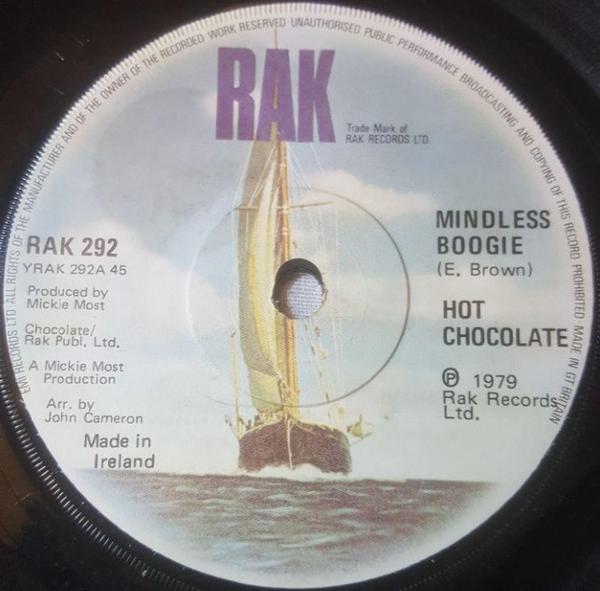 EMI RECORDS LTD. ALL RIGHTS OF THE MANUFACTURER AND OF THE OWNER OF THE RECORDED WORK RESERVED UNAUTHORISED PUBLIC PERFORMANCE BROADCASTING AND COPYING OF THIS RECORD PROHIBITED. MADE IN GT BRITAIN
RAK
Trade Mark of
RAK RECORDS LTD.
RAK 292
YRAK 292A 45
Produced by
Mickie Most
Chocolate/
Rak Publ. Ltd.
A Mickie Most
Production
Arr. by
John Cameron
Made in
Ireland
MINDLESS
BOOGIE
(E. Brown)
HOT
CHOCOLATE
℗ 1979
Rak Records
Ltd.